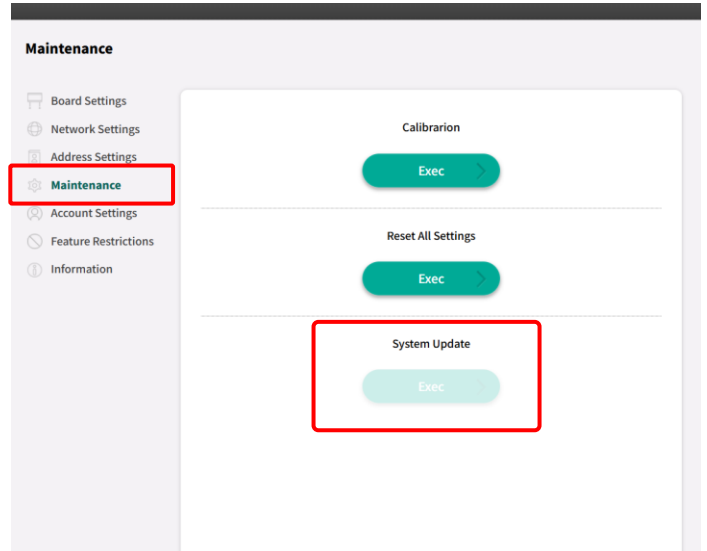 Maintenance
Board Settings
Network Settings
Address Settings
Maintenance
Account Settings
Feature Restrictions
Information
Calibrarion
Exec
Reset All Settings
Exec
System Update
Exec